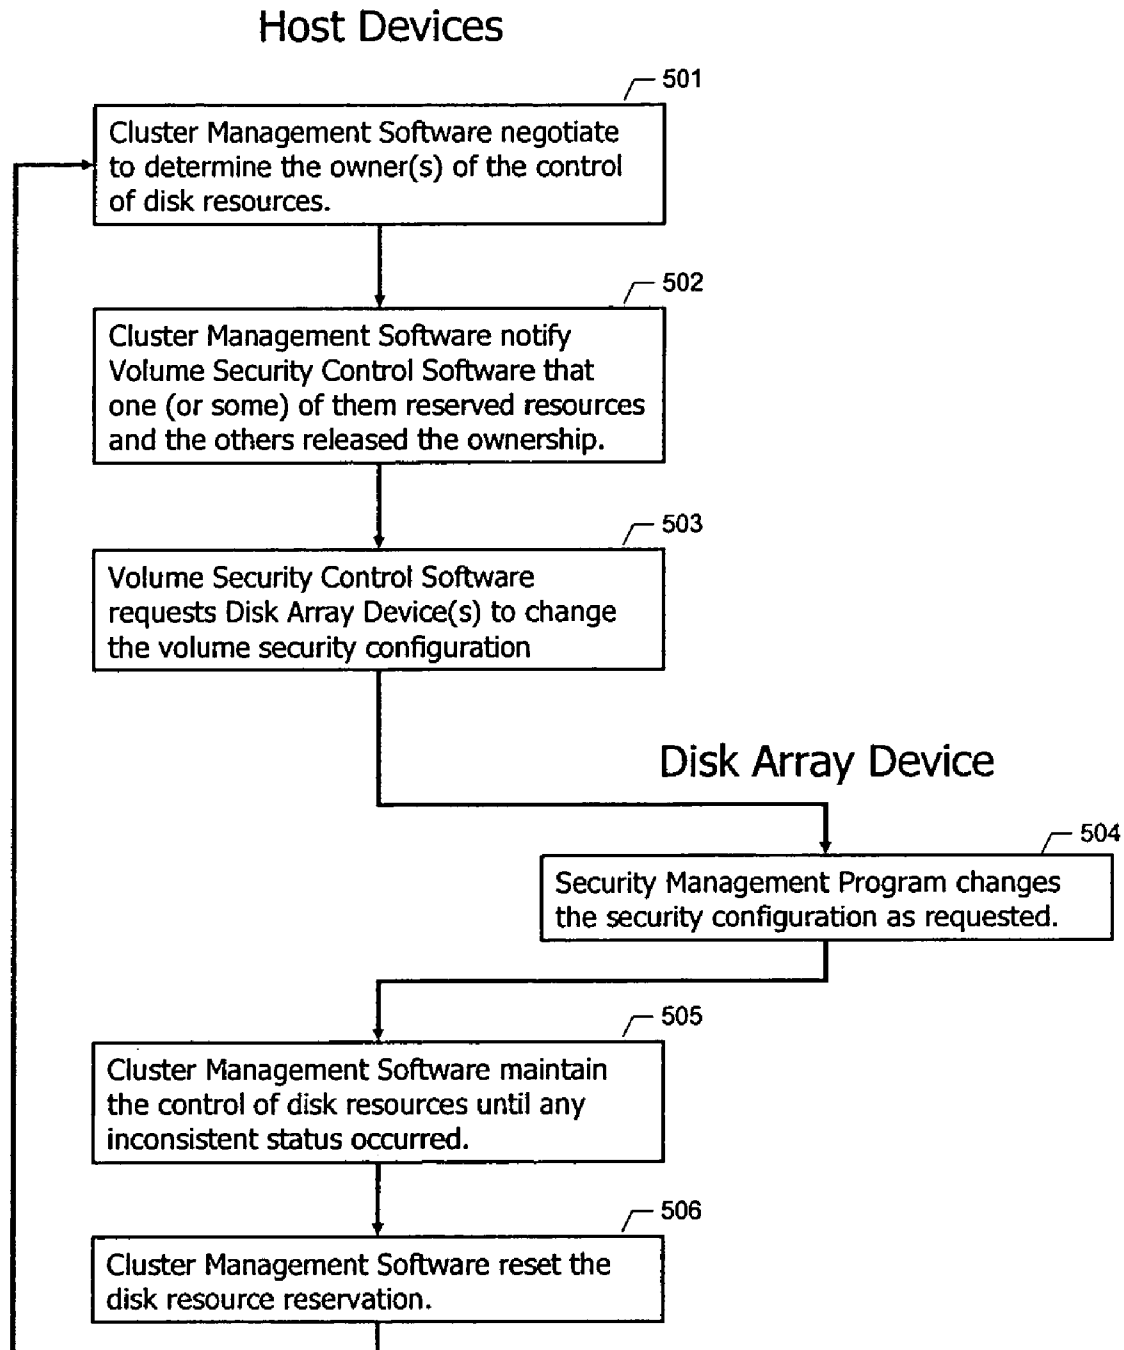 Host Devices
501
Cluster Management Software negotiate
to determine the owner(s) of the control
of disk resources.
502
Cluster Management Software notify
Volume Security Control Software that
one (or some) of them reserved resources
and the others released the ownership.
503
Volume Security Control Software
requests Disk Array Device(s) to change
the volume security configuration
Disk Array Device
504
Security Management Program changes
the security configuration as requested.
505
Cluster Management Software maintain
the control of disk resources until any
inconsistent status occurred.
506
Cluster Management Software reset the
disk resource reservation.